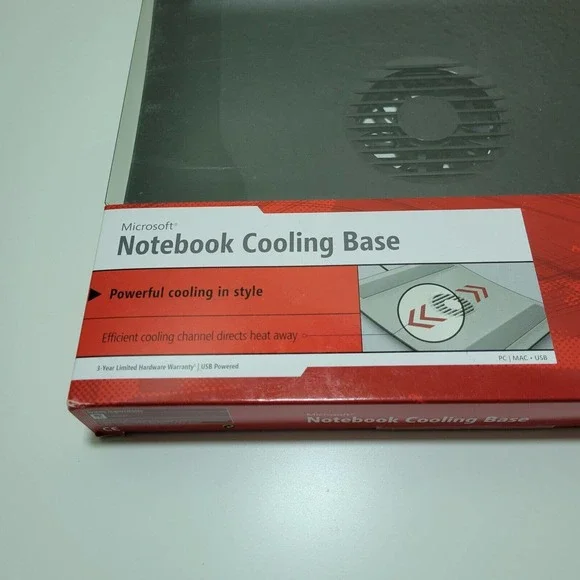 Microsoft®
Notebook Cooling Base
Powerful cooling in style
Efficient cooling channel directs heat away
3-Year Limited Hardware Warranty* | USB Powered
PC | MAC • USB
Microsoft®
Notebook Cooling Base
CE